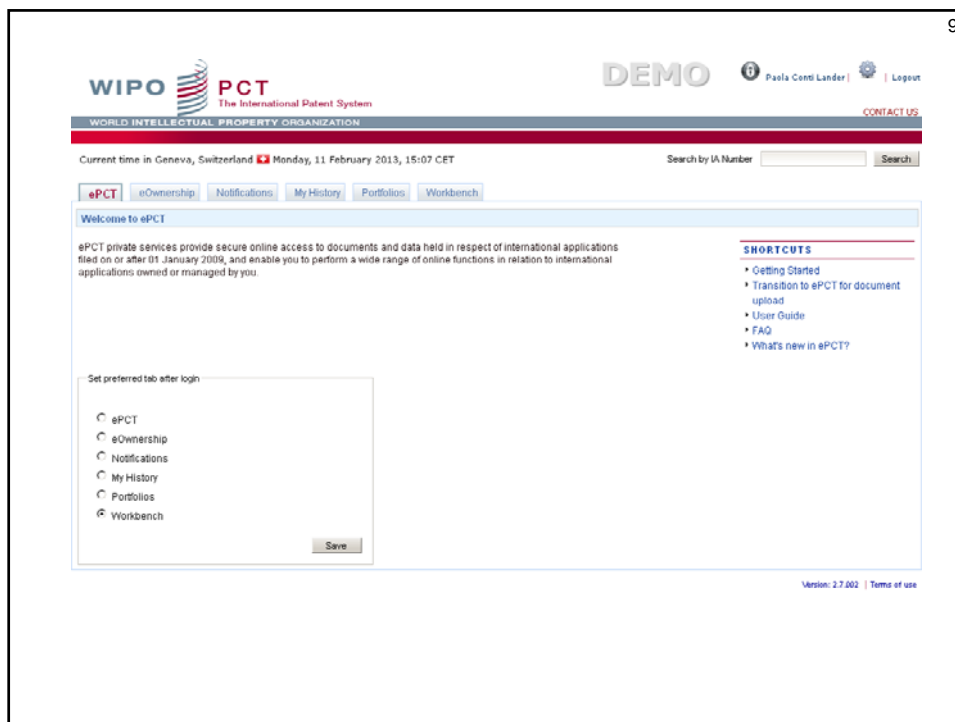 9
WIPO PCT
The International Patent System
DEMO
Paola Conti Lander | | Logout
CONTACT US
WORLD INTELLECTUAL PROPERTY ORGANIZATION
Current time in Geneva, Switzerland Monday, 11 February 2013, 15:07 CET
Search by IA Number Search
ePCT eOwnership Notifications My History Portfolios Workbench
Welcome to ePCT
ePCT private services provide secure online access to documents and data held in respect of international applications
filed on or after 01 January 2009, and enable you to perform a wide range of online functions in relation to international
applications owned or managed by you.
SHORTCUTS
Getting Started
Transition to ePCT for document
upload
User Guide
FAQ
What's new in ePCT?
Set preferred tab after login
ePCT
eOwnership
Notifications
My History
Portfolios
Workbench
Save
Version: 2.7.002 | Terms of use